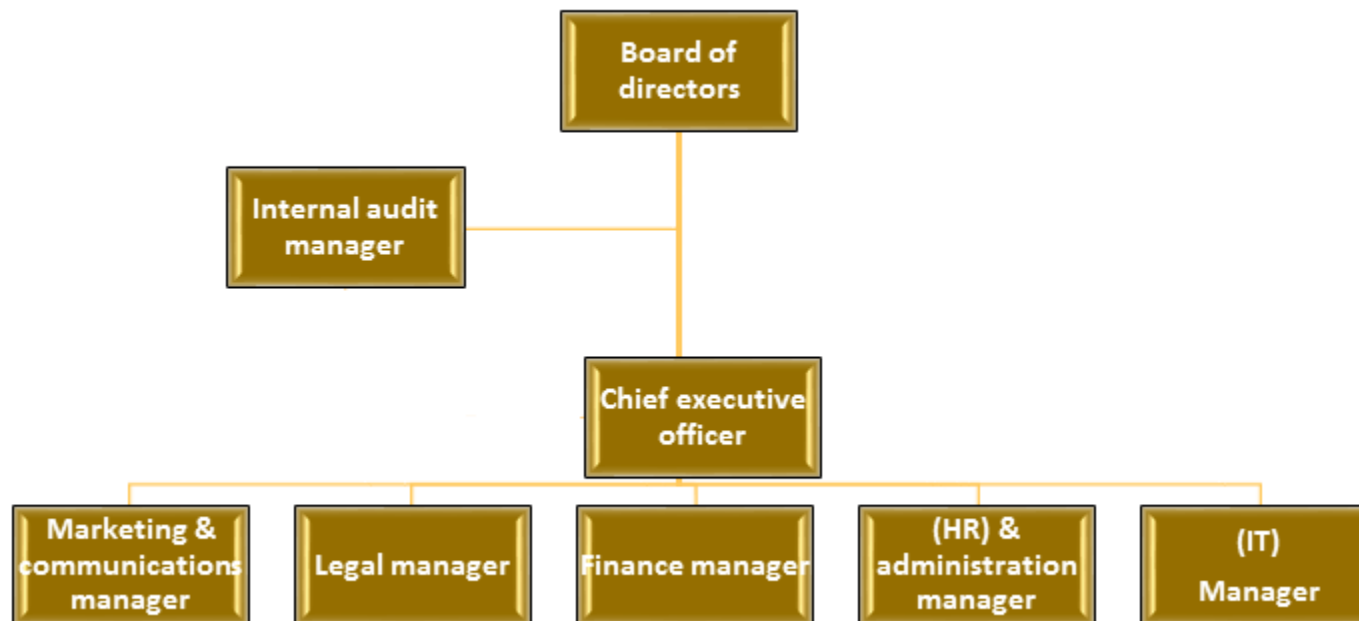 Board of
directors
Internal audit
manager
Chief executive
officer
Marketing &
communications
manager
Legal manager
Finance manager
(HR) &
administration
manager
(IT)
Manager